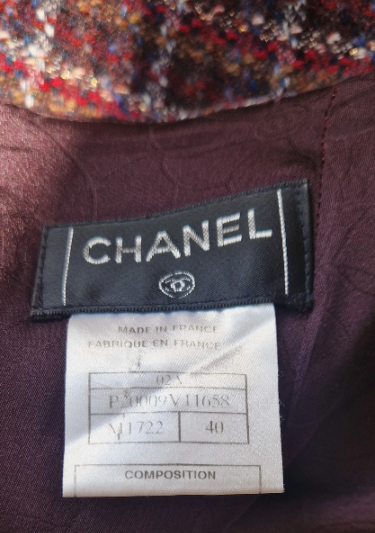 CHANEL
MADE IN FRANCE
FABRIQUE EN FRANCE
02A
P20009V11658
V11722 40
COMPOSITION